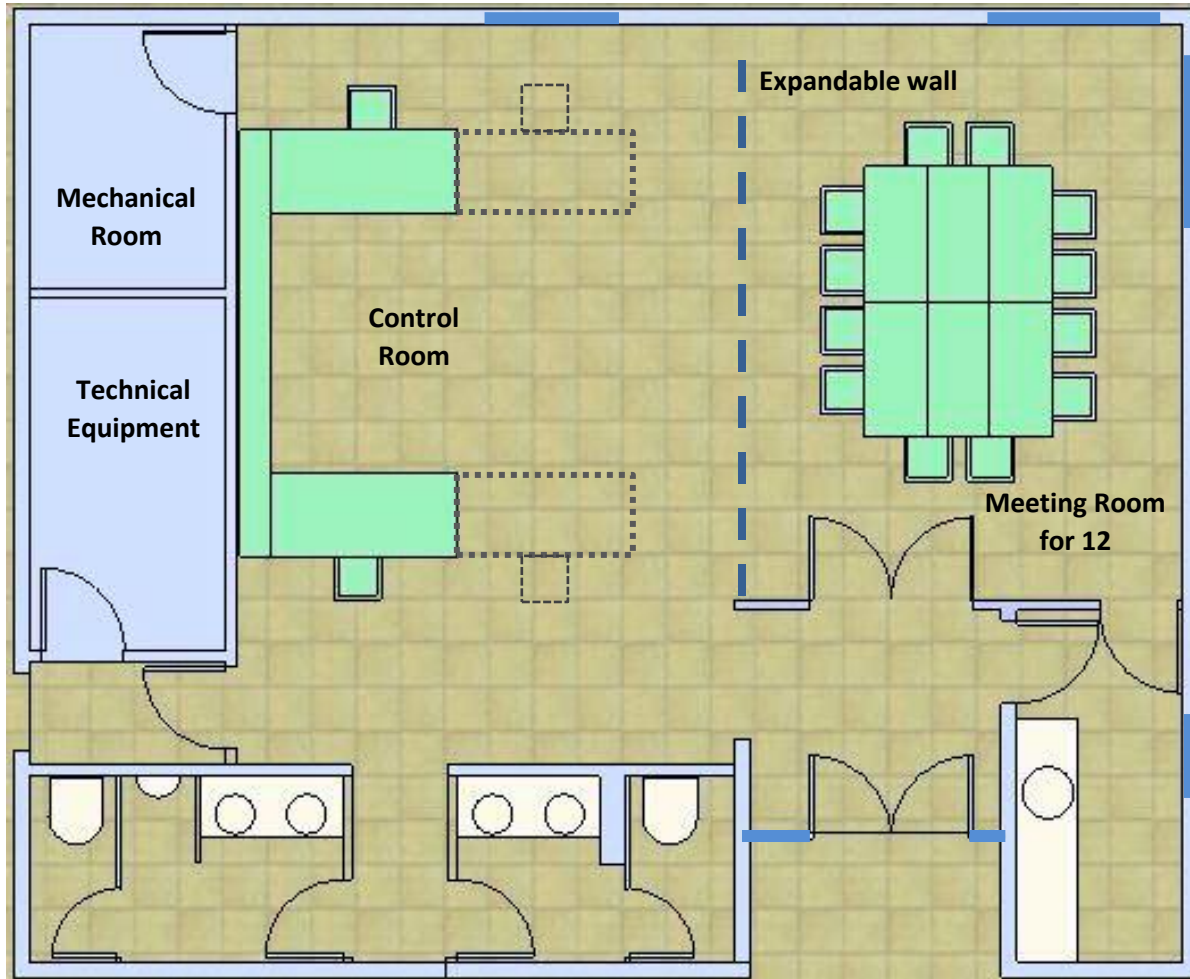 Expandable wall
Mechanical
Room
Control
Room
Technical
Equipment
Meeting Room
for 12